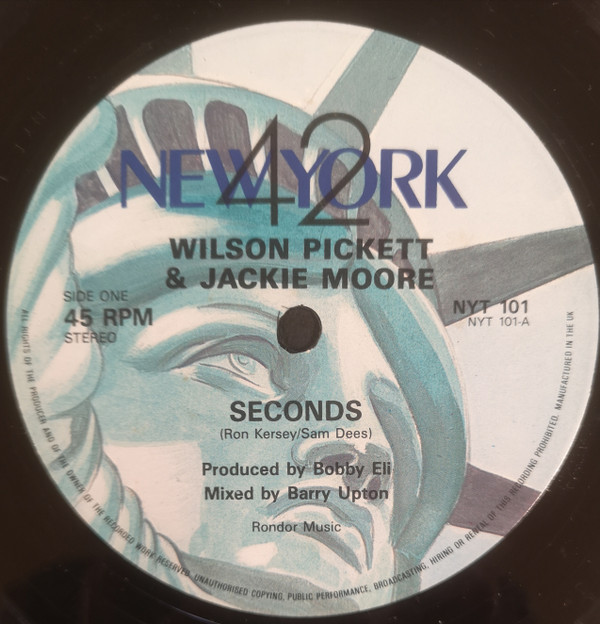 NEW YORK
42
WILSON PICKETT
& JACKIE MOORE
SIDE ONE
45 RPM
STEREO
NYT 101
NYT 101-A
SECONDS
(Ron Kersey/Sam Dees)
Produced by Bobby Eli
Mixed by Barry Upton
Rondor Music
ALL RIGHTS OF THE PRODUCER AND OF THE OWNER OF THE RECORDED WORK RESERVED. UNAUTHORISED COPYING, PUBLIC PERFORMANCE, BROADCASTING, HIRING OR RENTAL OF THIS RECORDING PROHIBITED. MANUFACTURED IN THE UK